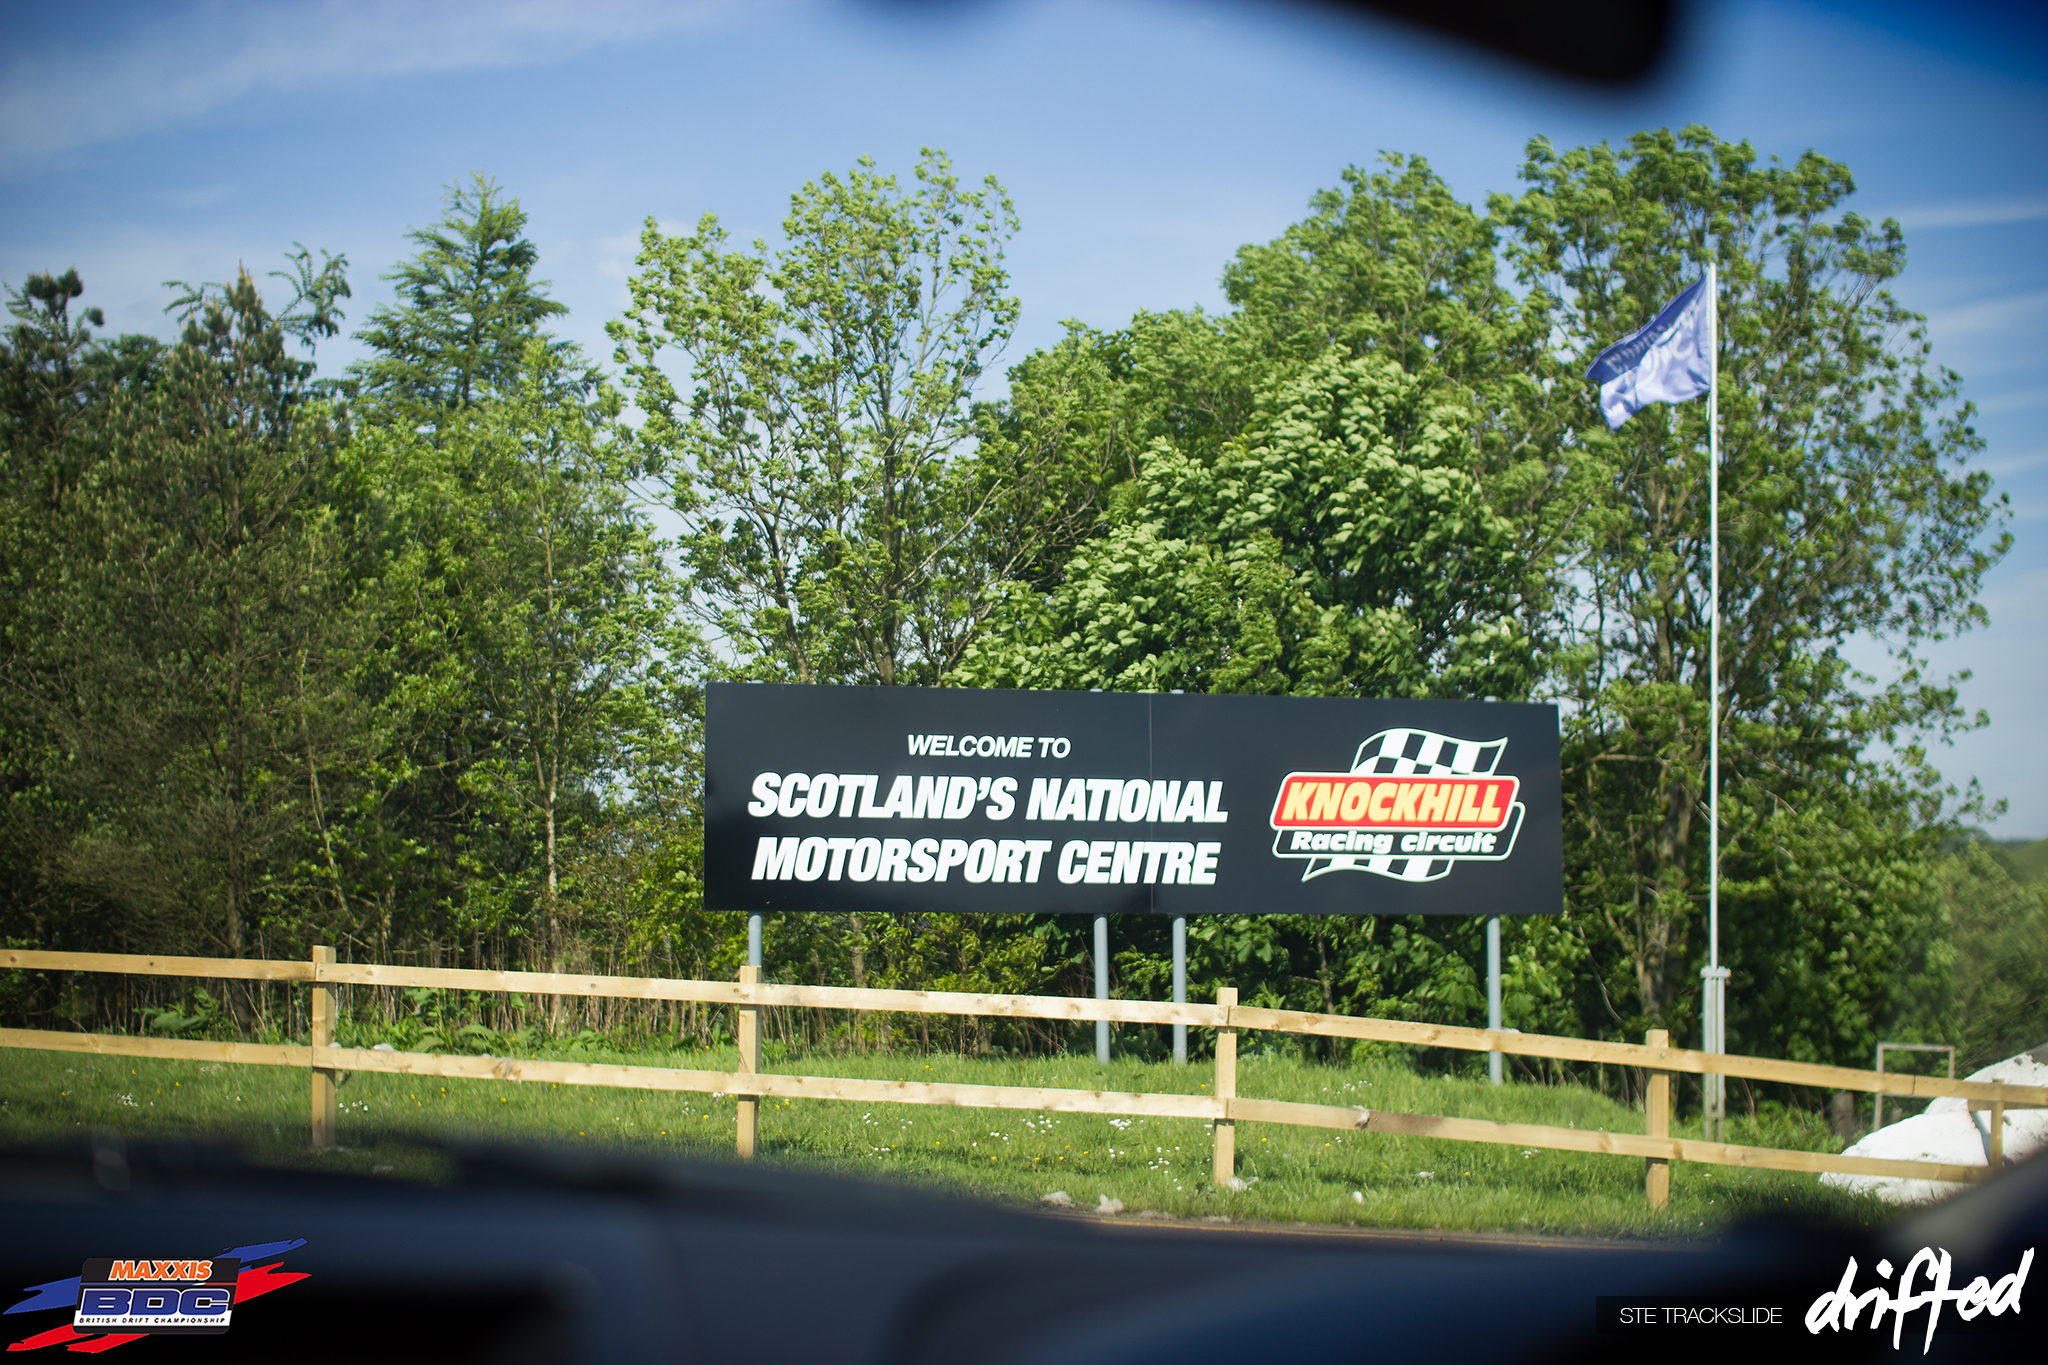 WELCOME TO
SCOTLAND'S NATIONAL
MOTORSPORT CENTRE
KNOCKHILL
Racing circuit
MAXXIS
BDC
BRITISH DRIFT CHAMPIONSHIP
STE TRACKSLIDE
drifted